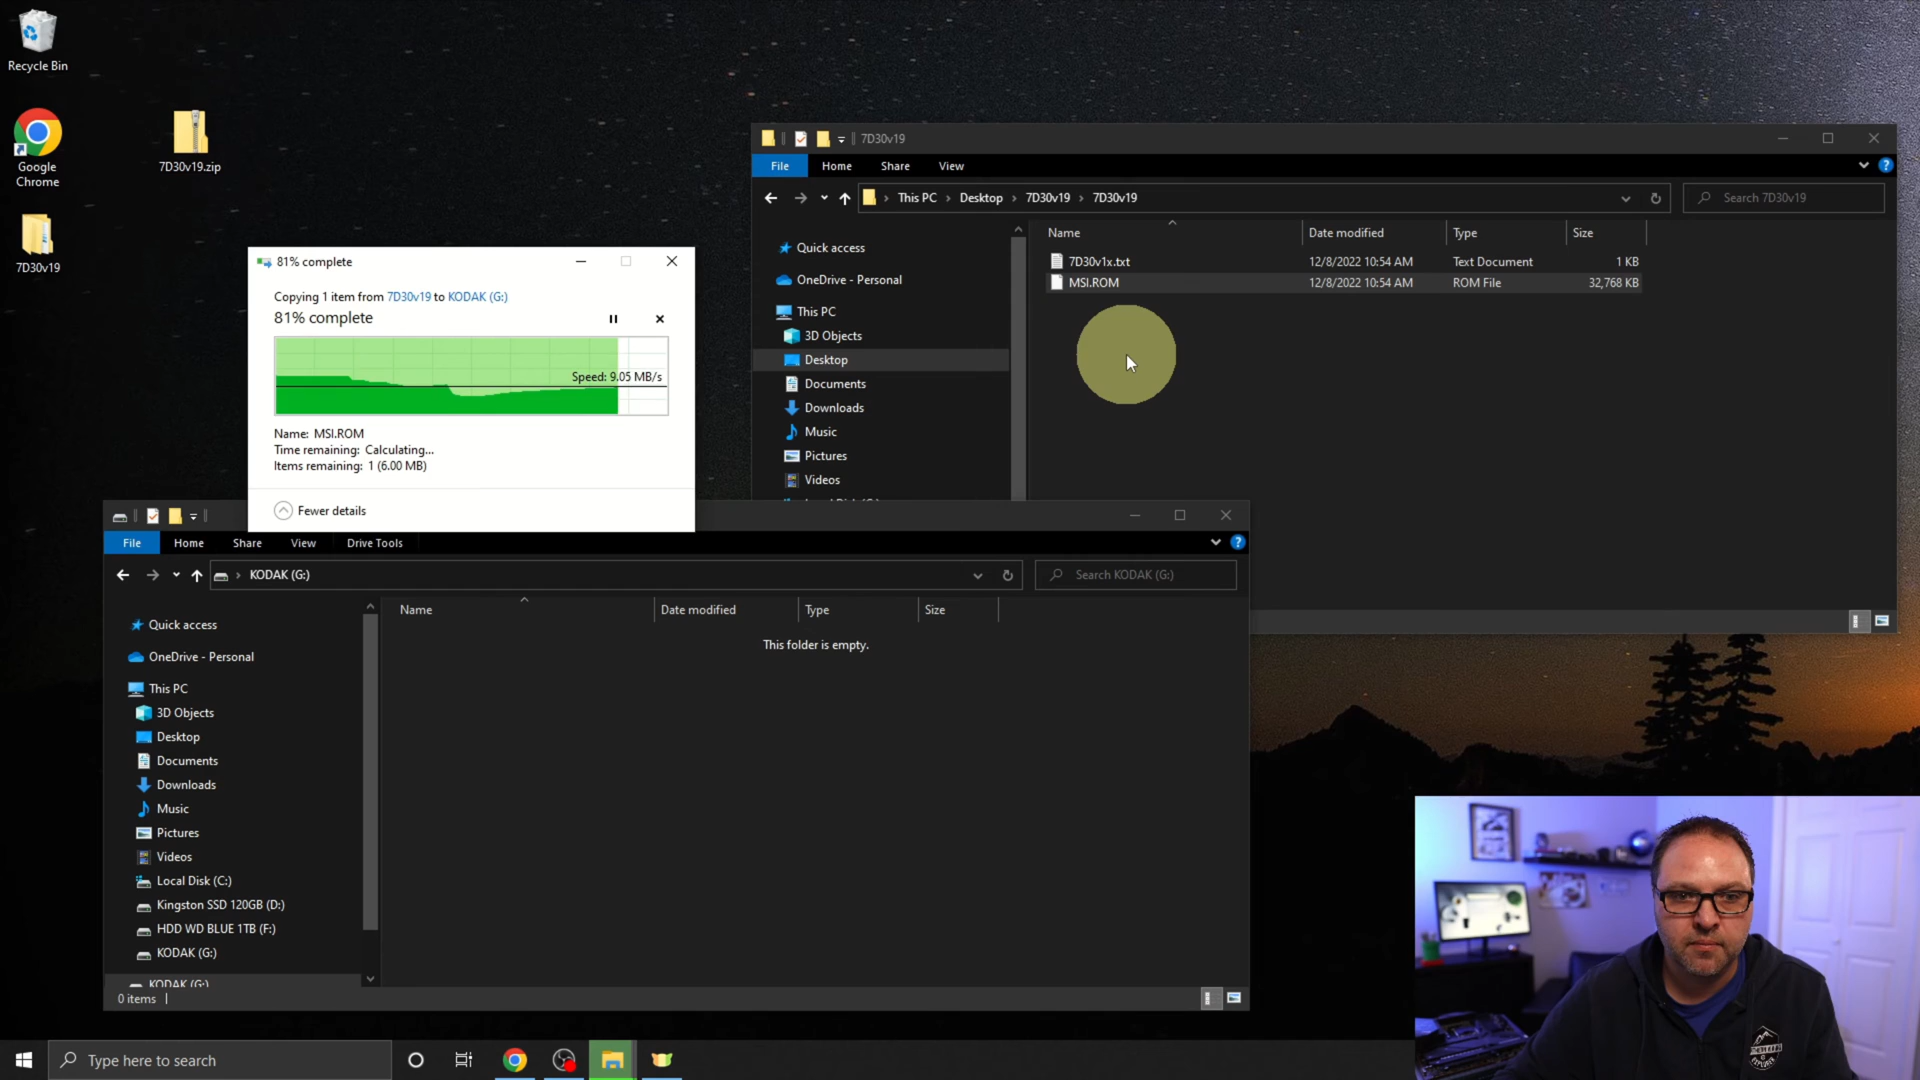 Recycle Bin
Google
Chrome
7D30v19.zip
7D30v19
81% complete
Copying 1 item from 7D30v19 to KODAK (G:)
81% complete
Speed: 9.05 MB/s
Name: MSI.ROM
Time remaining: Calculating...
Items remaining: 1 (6.00 MB)
Fewer details
7D30v19
File Home Share View
This PC Desktop 7D30v19 7D30v19
Search 7D30v19
Name Date modified Type Size
7D30v1x.txt 12/8/2022 10:54 AM Text Document 1 KB
MSI.ROM 12/8/2022 10:54 AM ROM File 32,768 KB
Quick access
OneDrive - Personal
This PC
3D Objects
Desktop
Documents
Downloads
Music
Pictures
Videos
File Home Share View Drive Tools
KODAK (G:)
Search KODAK (G:)
Name Date modified Type Size
This folder is empty.
Quick access
OneDrive - Personal
This PC
3D Objects
Desktop
Documents
Downloads
Music
Pictures
Videos
Local Disk (C:)
Kingston SSD 120GB (D:)
HDD WD BLUE 1TB (F:)
KODAK (G:)
KODAK (G:)
0 items
Type here to search